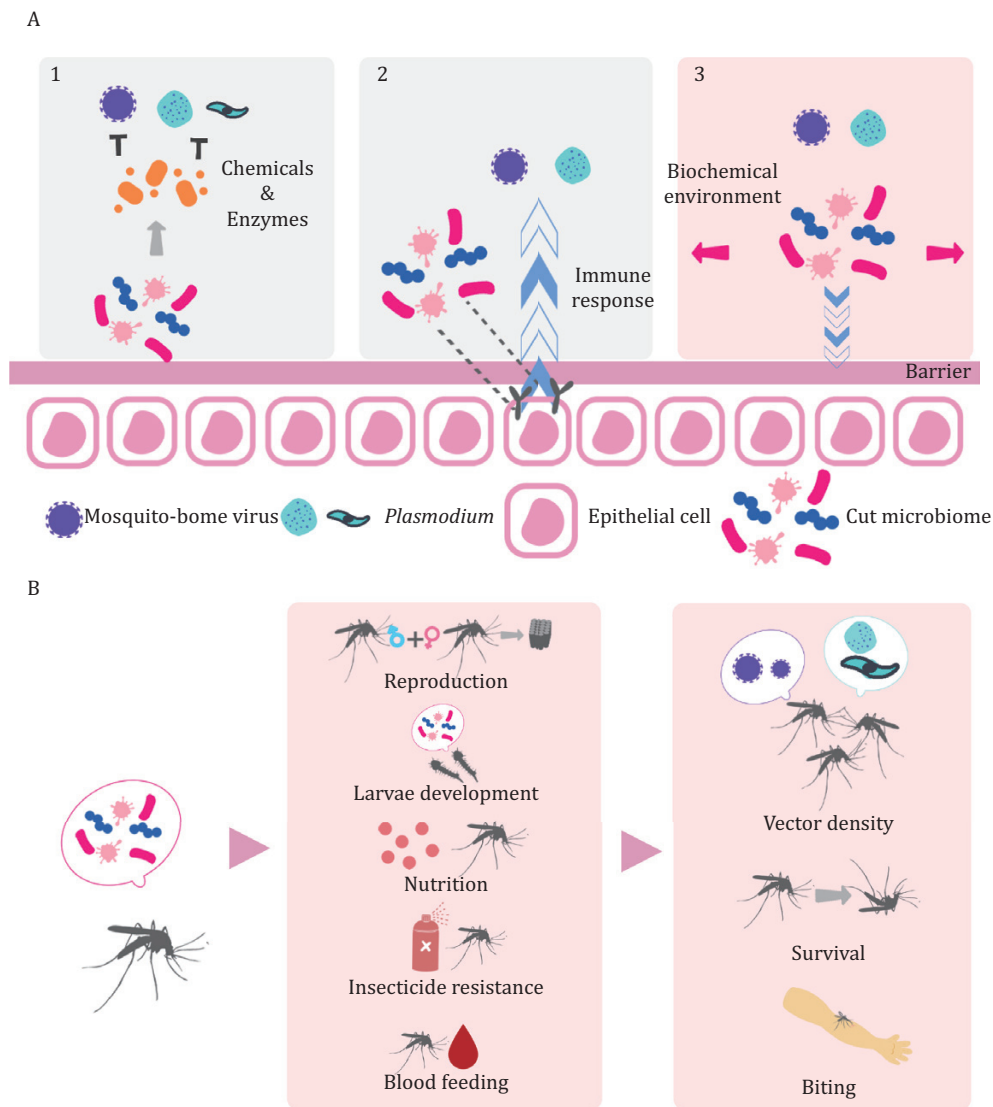 A
1
2
3
Chemicals
&
Enzymes
Immune
response
Biochemical
environment
Barrier
Mosquito-bome virus
Plasmodium
Epithelial cell
Cut microbiome
B
Reproduction
Larvae development
Nutrition
x
Insecticide resistance
Blood feeding
Vector density
Survival
Biting